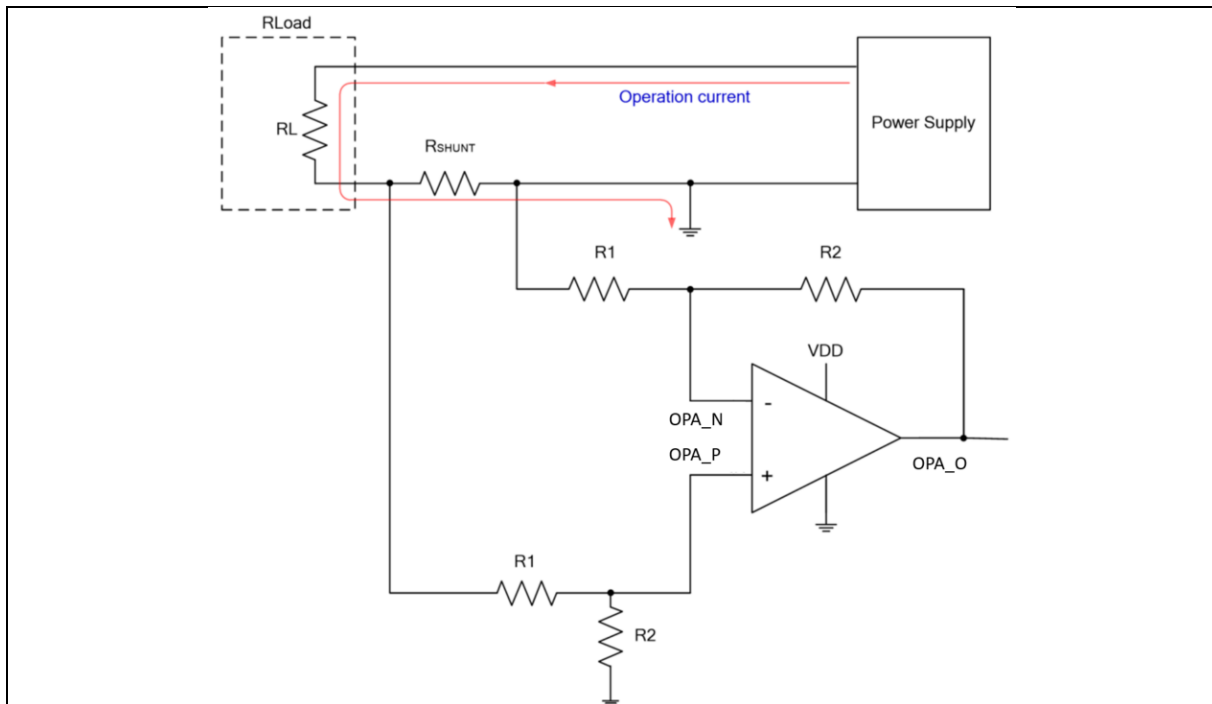 RLoad
Operation current
Power Supply
RL
RSHUNT
R1
R2
VDD
-
OPA_N
OPA_P
+
OPA_O
R1
R2